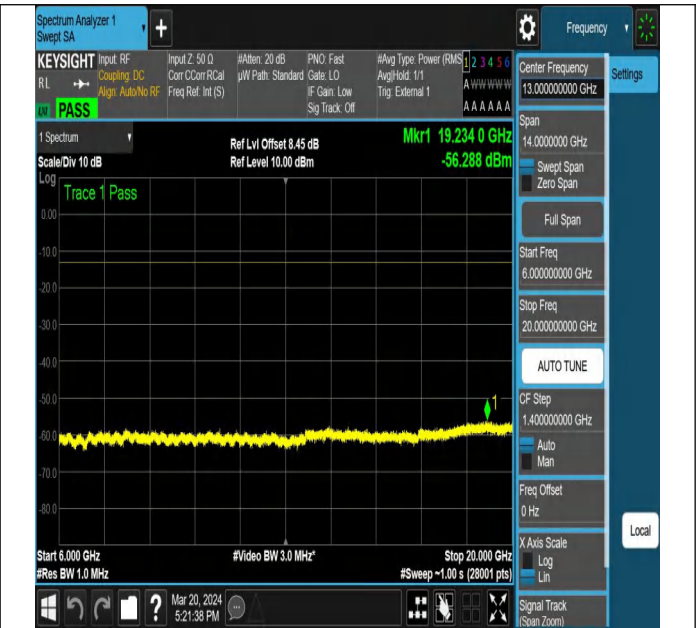 Spectrum Analyzer 1
Swept SA
Frequency
KEYSIGHT
RL
PASS
Input: RF
Coupling: DC
Align: Auto/No RF
Input Z: 50 Ω
Corr CCorr RCal
Freq Ref: Int (S)
#Atten: 20 dB
µW Path: Standard
PNO: Fast
Gate: LO
IF Gain: Low
Sig Track: Off
#Avg Type: Power (RMS
Avg|Hold: 1/1
Trig: External 1
1 2 3 4 5 6
A W W W W W
A A A A A A
1 Spectrum
Scale/Div 10 dB
Ref Lvl Offset 8.45 dB
Ref Level 10.00 dBm
Mkr1 19.234 0 GHz
-56.288 dBm
Log
Trace 1 Pass
0.00
-10.0
-20.0
-30.0
-40.0
-50.0
-60.0
-70.0
-80.0
1
Start 6.000 GHz
#Res BW 1.0 MHz
#Video BW 3.0 MHz*
Stop 20.000 GHz
#Sweep ~1.00 s (28001 pts)
?
Mar 20, 2024
5:21:38 PM
Center Frequency
13.000000000 GHz
Settings
Span
14.0000000 GHz
Swept Span
Zero Span
Full Span
Start Freq
6.000000000 GHz
Stop Freq
20.000000000 GHz
AUTO TUNE
CF Step
1.400000000 GHz
Auto
Man
Freq Offset
0 Hz
X Axis Scale
Log
Lin
Local
Signal Track
(Span Zoom)